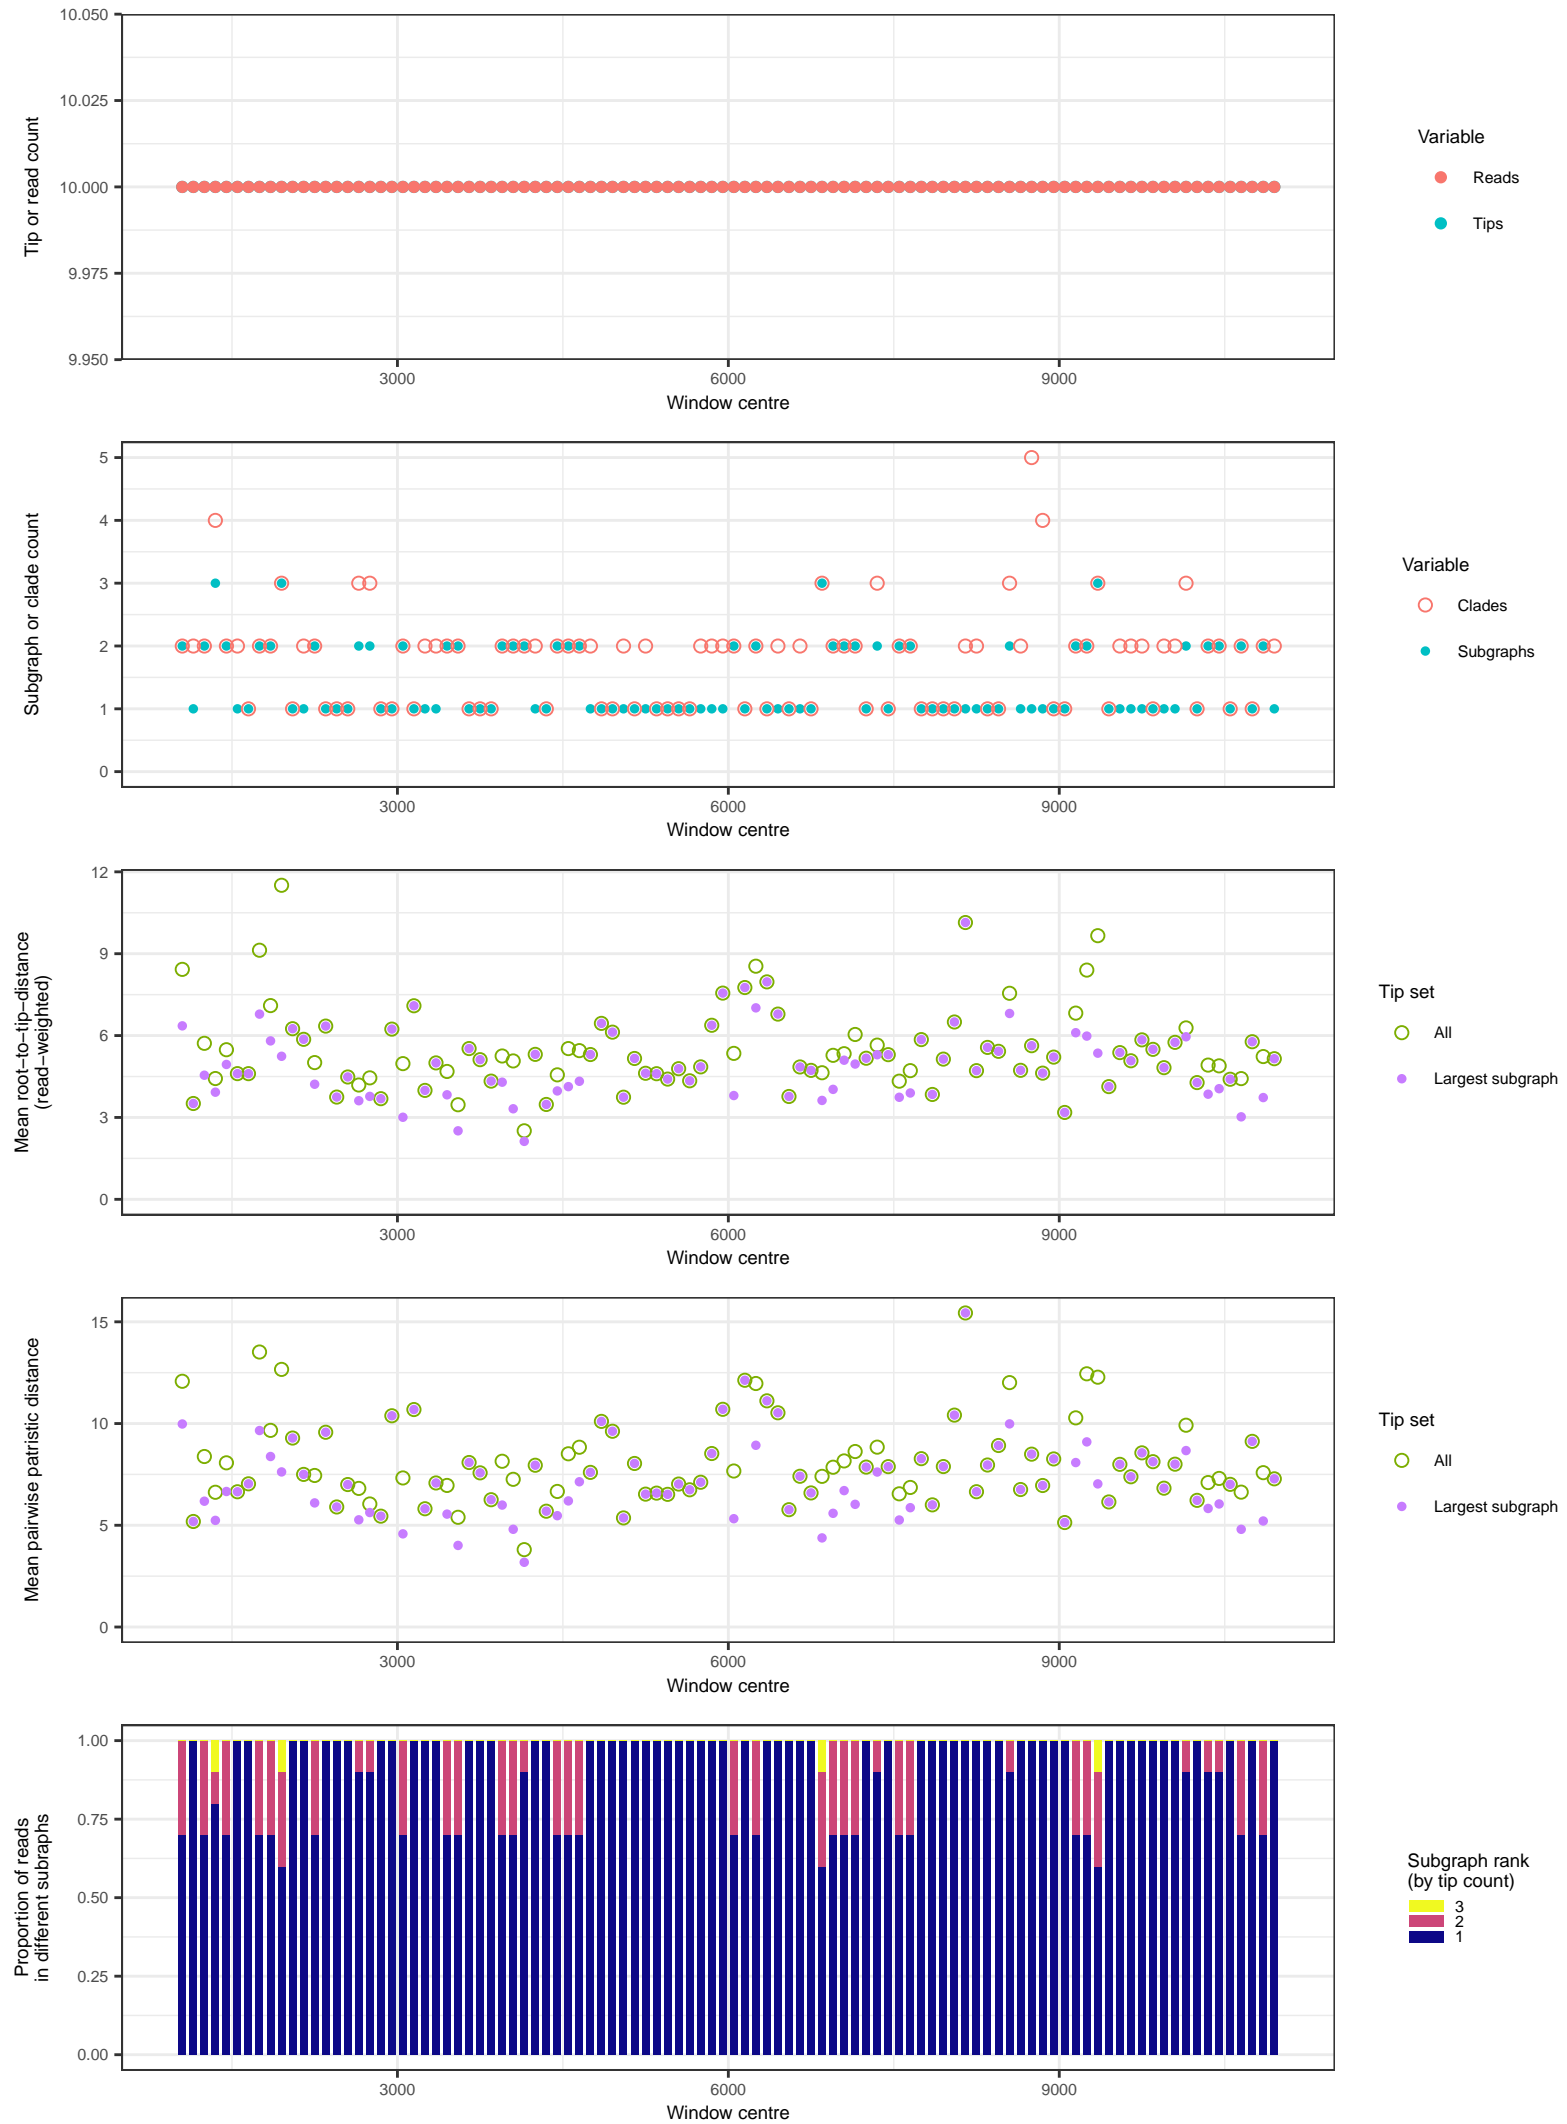 10.050
10.025
10.000
9.975
9.950
Tip or read count
3000 6000 9000
Window centre
Variable
Reads
Tips
5
4
3
2
1
0
Subgraph or clade count
3000 6000 9000
Window centre
Variable
Clades
Subgraphs
12
9
6
3
0
Mean root−to−tip−distance
(read−weighted)
3000 6000 9000
Window centre
Tip set
All
Largest subgraph
15
10
5
0
Mean pairwise patristic distance
3000 6000 9000
Window centre
Tip set
All
Largest subgraph
1.00
0.75
0.50
0.25
0.00
Proportion of reads
in different subraphs
3000 6000 9000
Window centre
Subgraph rank
(by tip count)
3
2
1